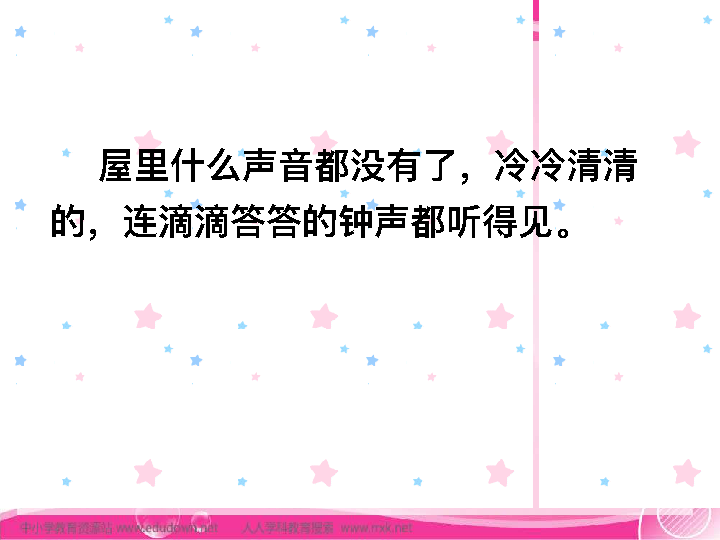 屋里什么声音都没有了，冷冷清清
的，连滴滴答答的钟声都听得见。
中小学教育资源站 www.edudown.net 人人学科教育搜索 www.rrxk.net